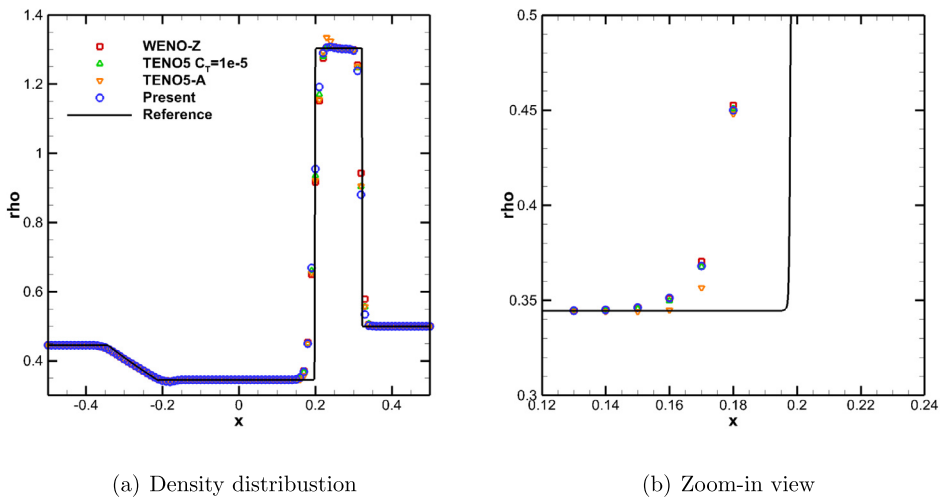 1.4
1.2
1
0.8
0.6
0.4
rho
WENO-Z
TENO5 C_T=1e-5
TENO5-A
Present
Reference
-0.4 -0.2 0 0.2 0.4
x
0.5
0.45
0.4
0.35
0.3
rho
0.12 0.14 0.16 0.18 0.2 0.22 0.24
x
(a) Density distribustion
(b) Zoom-in view